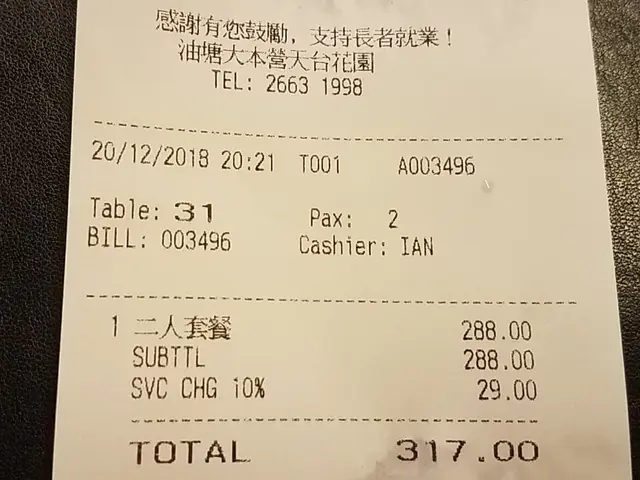 感謝有您鼓勵，支持長者就業！
油塘大本營天台花園
TEL: 2663 1998
20/12/2018 20:21 T001 A003496
Table: 31 Pax: 2
BILL: 003496 Cashier: IAN
1 二人套餐 288.00
SUBTTL 288.00
SVC CHG 10% 29.00
TOTAL 317.00